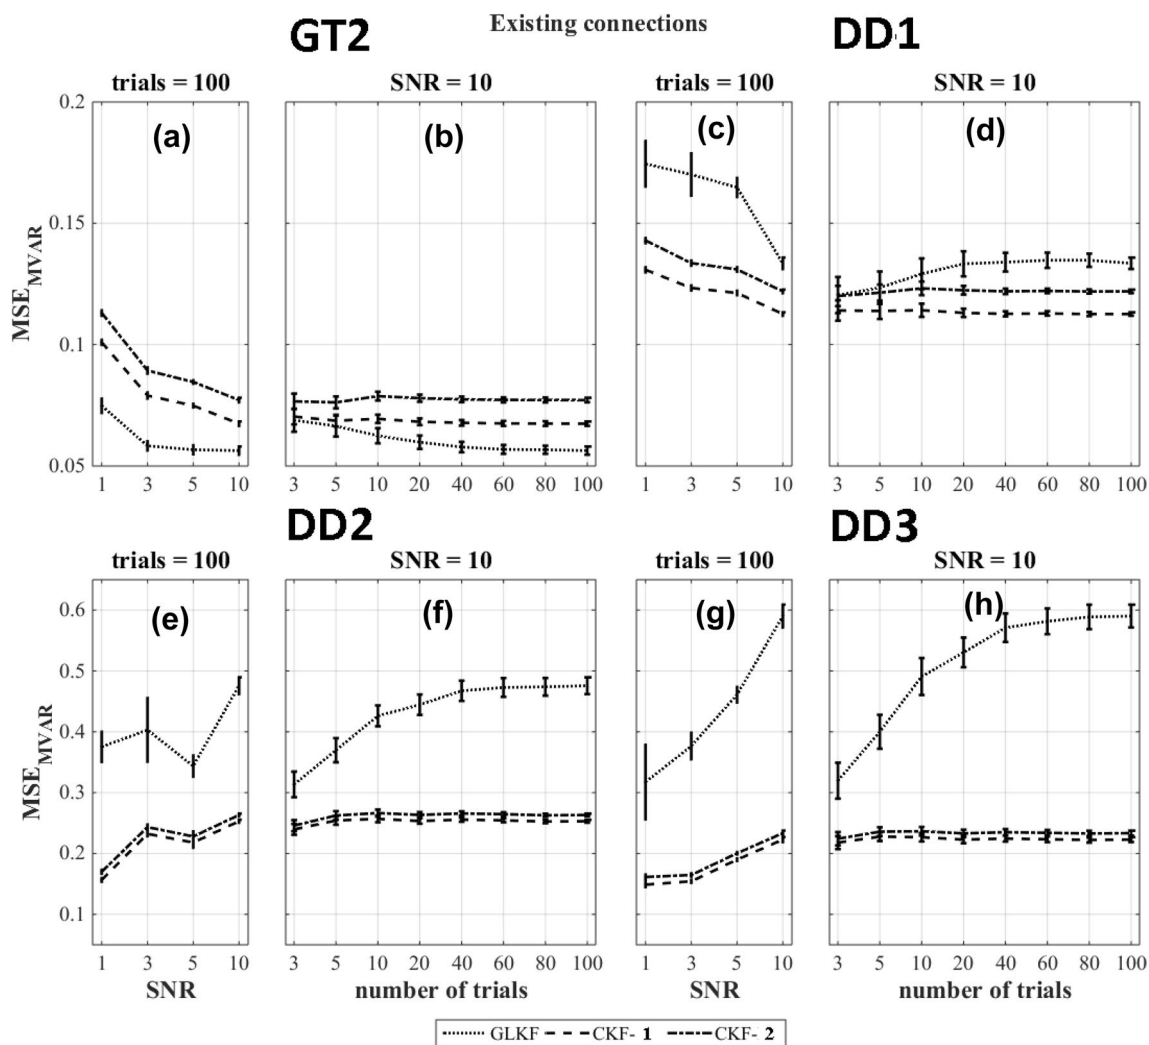 Existing connections
GT2 DD1
trials = 100 SNR = 10 trials = 100 SNR = 10
(a) (b) (c) (d)
0.2
0.15
0.1
0.05
MSE_MVAR
1 3 5 10 3 5 10 20 40 60 80 100 1 3 5 10 3 5 10 20 40 60 80 100
DD2 DD3
trials = 100 SNR = 10 trials = 100 SNR = 10
(e) (f) (g) (h)
0.6
0.5
0.4
0.3
0.2
0.1
MSE_MVAR
1 3 5 10 3 5 10 20 40 60 80 100 1 3 5 10 3 5 10 20 40 60 80 100
SNR number of trials SNR number of trials
GLKF CKF- 1 CKF- 2